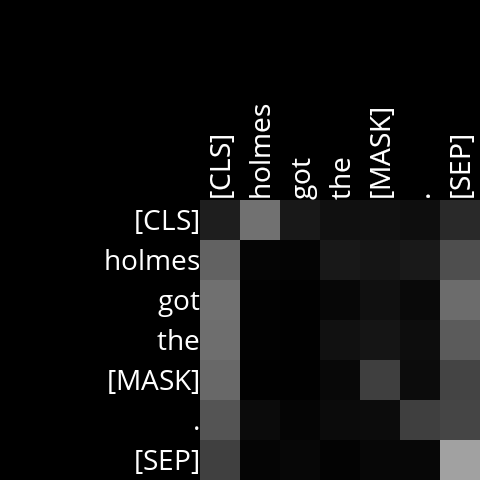 [CLS]
holmes
got
the
[MASK]
.
[SEP]
[CLS]
holmes
got
the
[MASK]
.
[SEP]